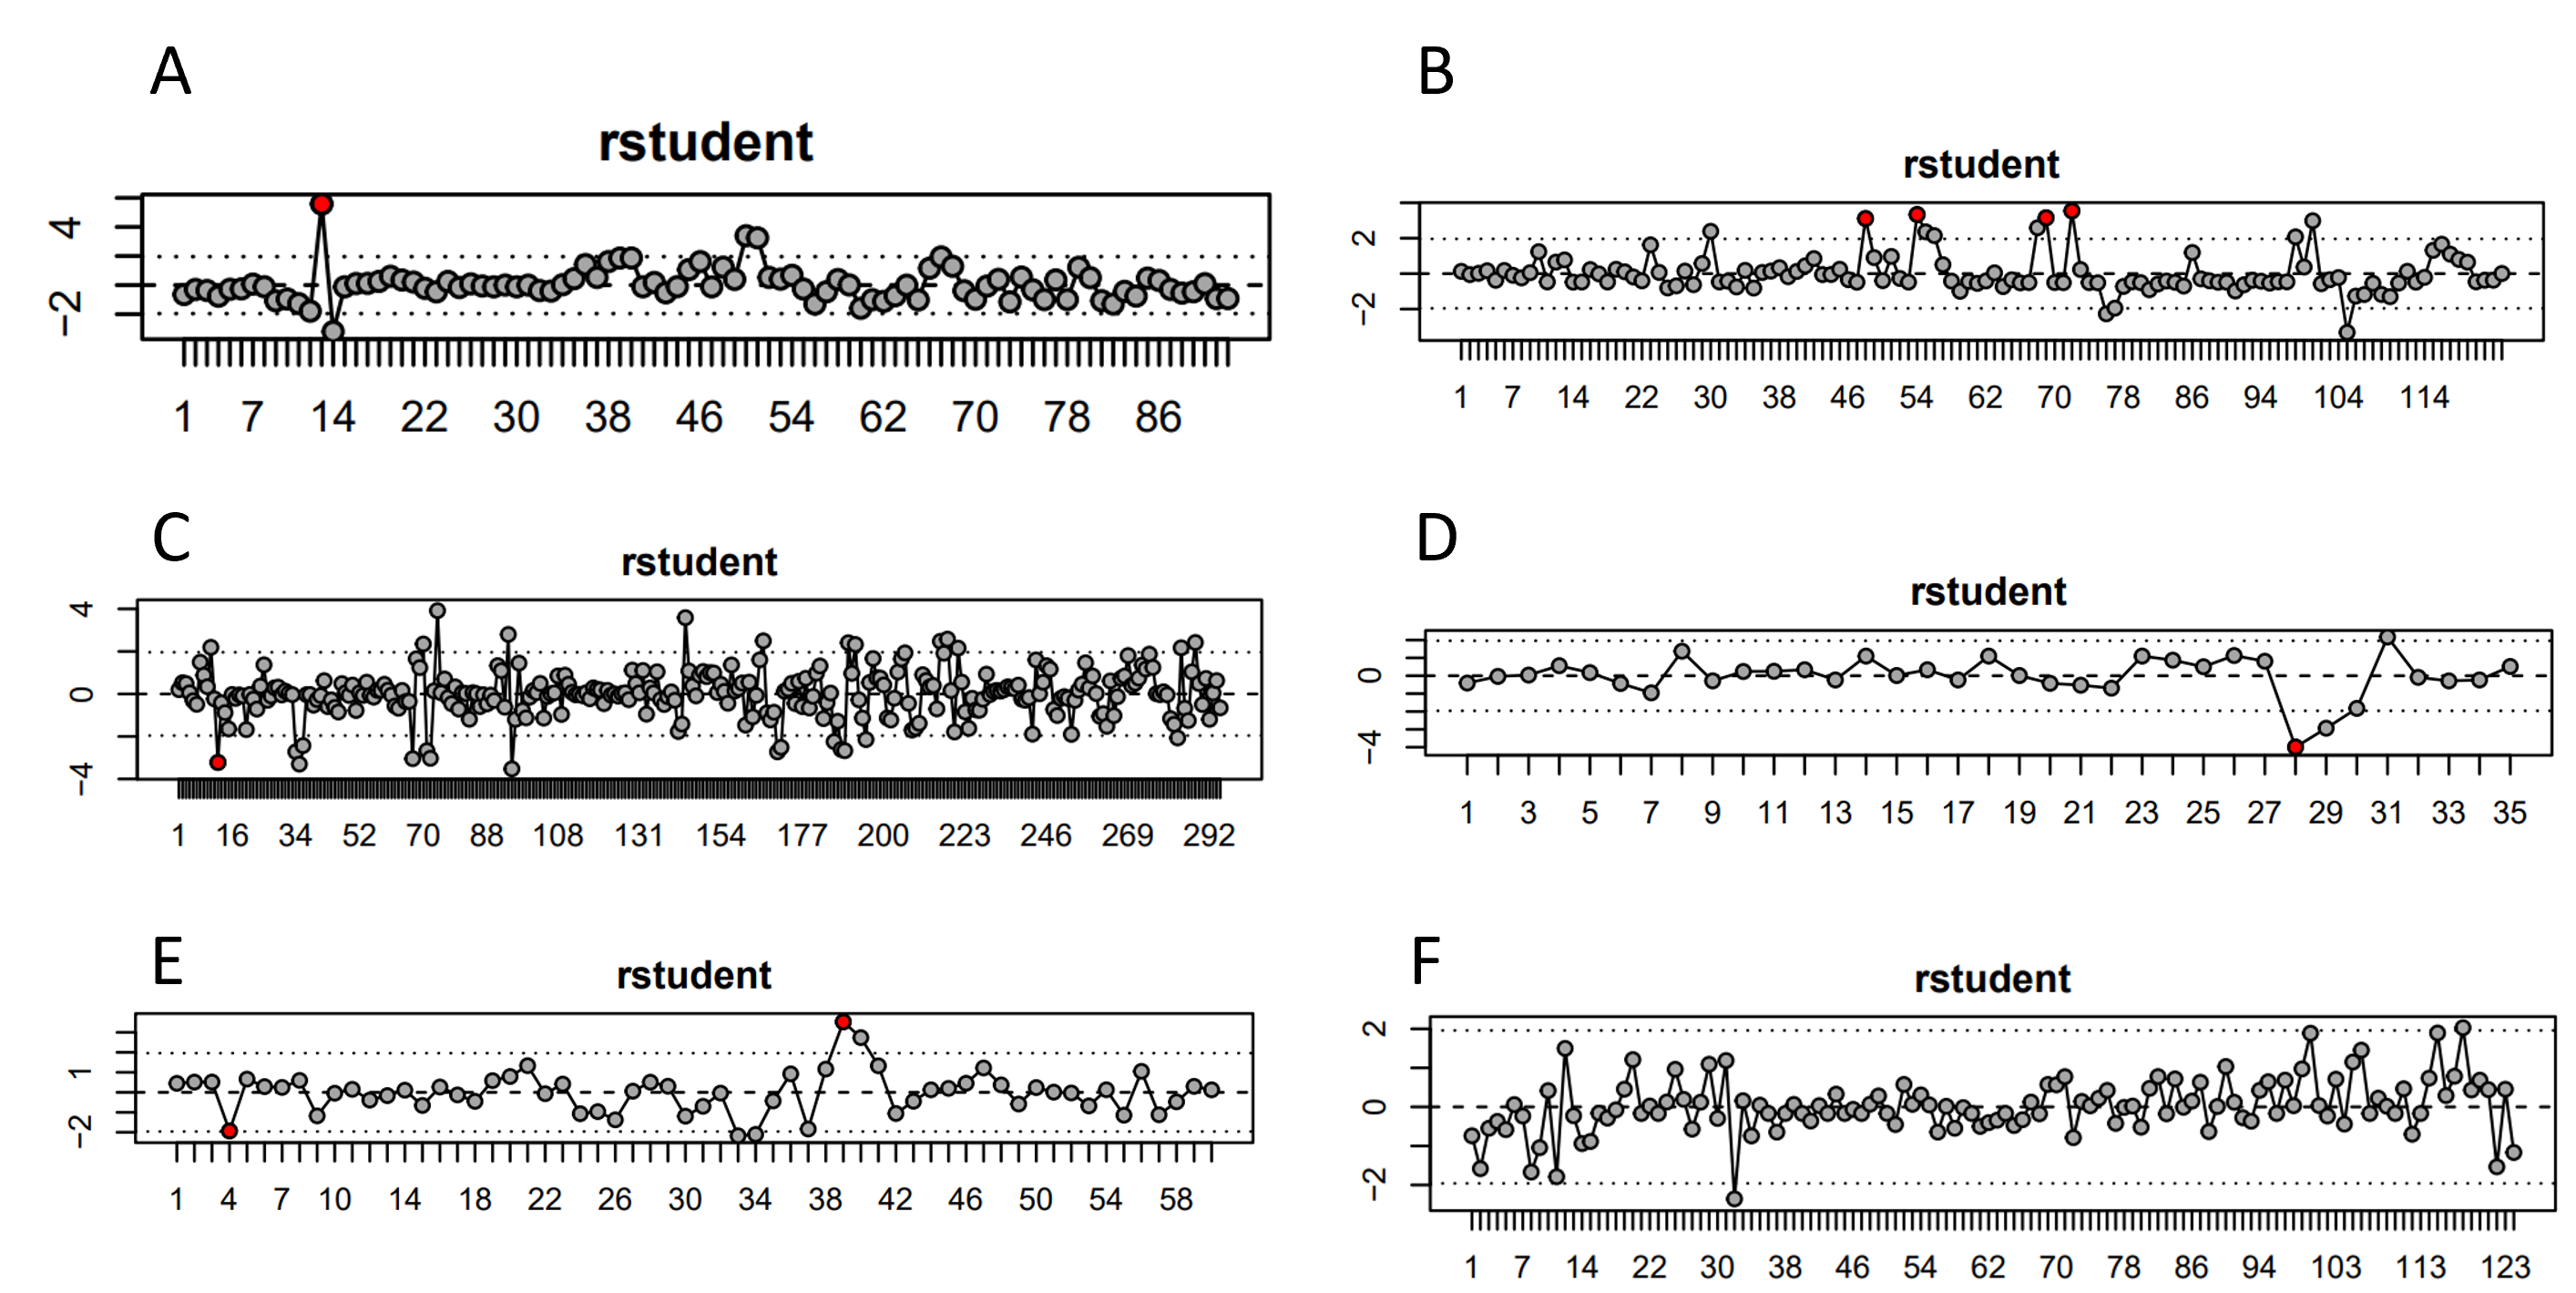 A
rstudent
4
−2
1 7 14 22 30 38 46 54 62 70 78 86
B
rstudent
2
−2
1 7 14 22 30 38 46 54 62 70 78 86 94 104 114
C
rstudent
4
0
−4
1 16 34 52 70 88 108 131 154 177 200 223 246 269 292
D
rstudent
0
−4
1 3 5 7 9 11 13 15 17 19 21 23 25 27 29 31 33 35
E
rstudent
1
−2
1 4 7 10 14 18 22 26 30 34 38 42 46 50 54 58
F
rstudent
2
0
−2
1 7 14 22 30 38 46 54 62 70 78 86 94 103 113 123